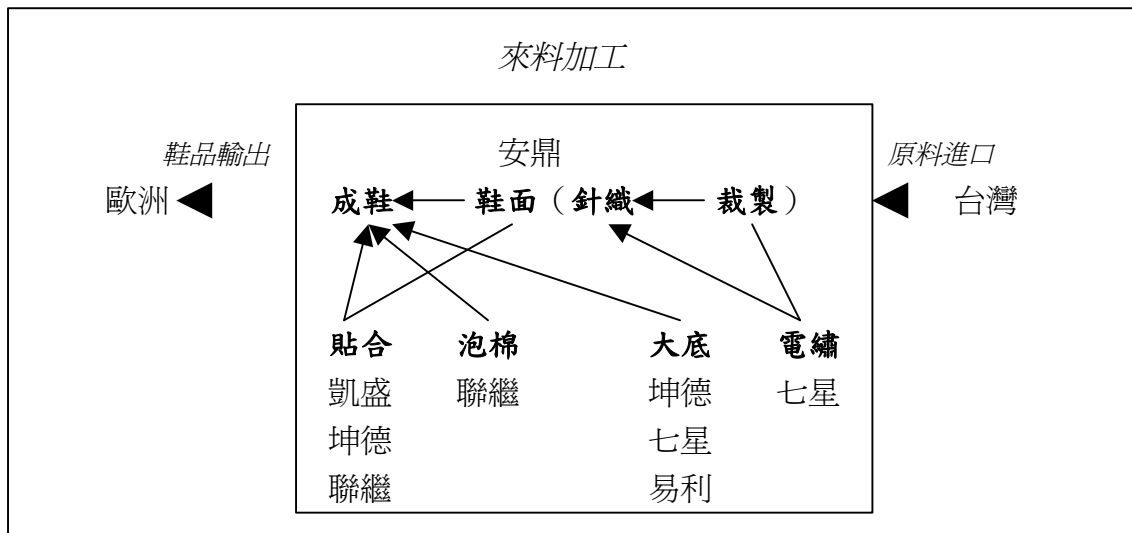 來料加工
鞋品輸出 安鼎 原料進口
歐洲 成鞋 鞋面（針織 裁製） 台灣
貼合 泡棉 大底 電繡
凱盛 聯繼 坤德 七星
坤德 七星
聯繼 易利